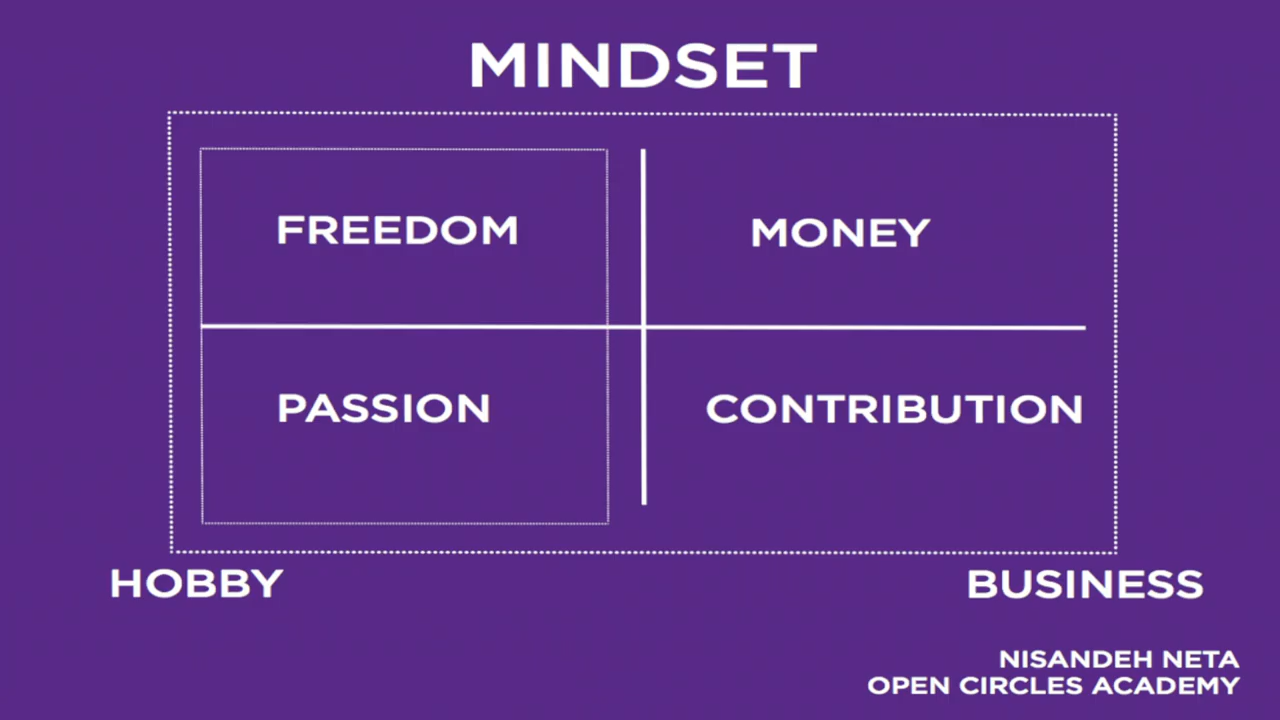 MINDSET
FREEDOM
MONEY
PASSION
CONTRIBUTION
HOBBY
BUSINESS
NISANDEH NETA
OPEN CIRCLES ACADEMY